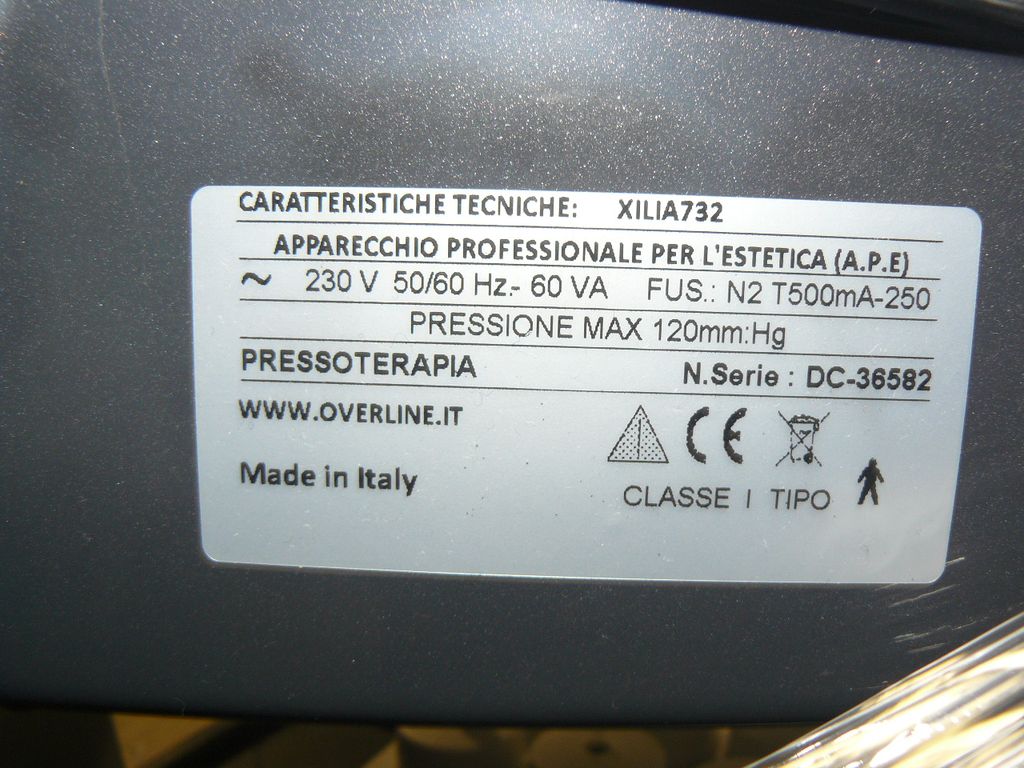 CARATTERISTICHE TECNICHE: XILIA732
APPARECCHIO PROFESSIONALE PER L'ESTETICA (A.P.E)
~ 230 V 50/60 Hz.- 60 VA FUS.: N2 T500mA-250
PRESSIONE MAX 120mm:Hg
PRESSOTERAPIA N.Serie : DC-36582
WWW.OVERLINE.IT
CE
Made in Italy
CLASSE I TIPO